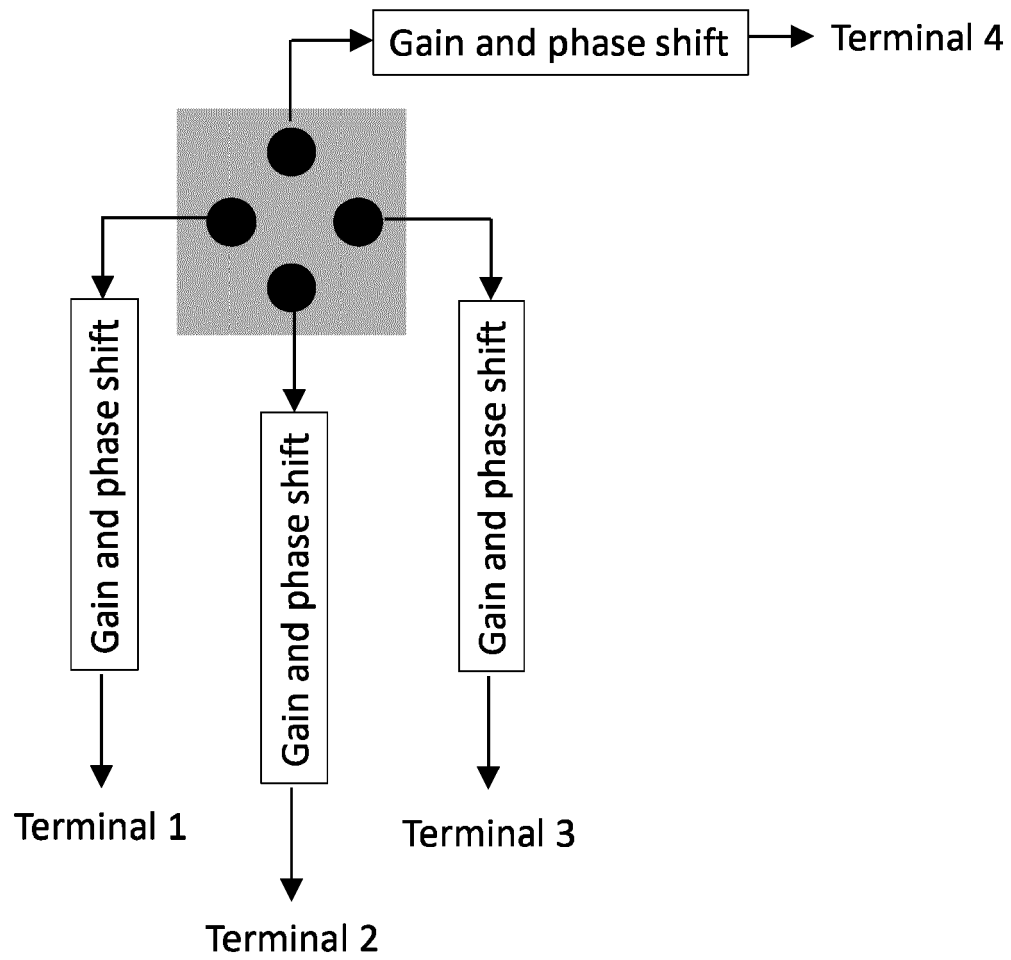 Gain and phase shift
Terminal 4
Gain and phase shift
Gain and phase shift
Gain and phase shift
Terminal 1
Terminal 3
Terminal 2